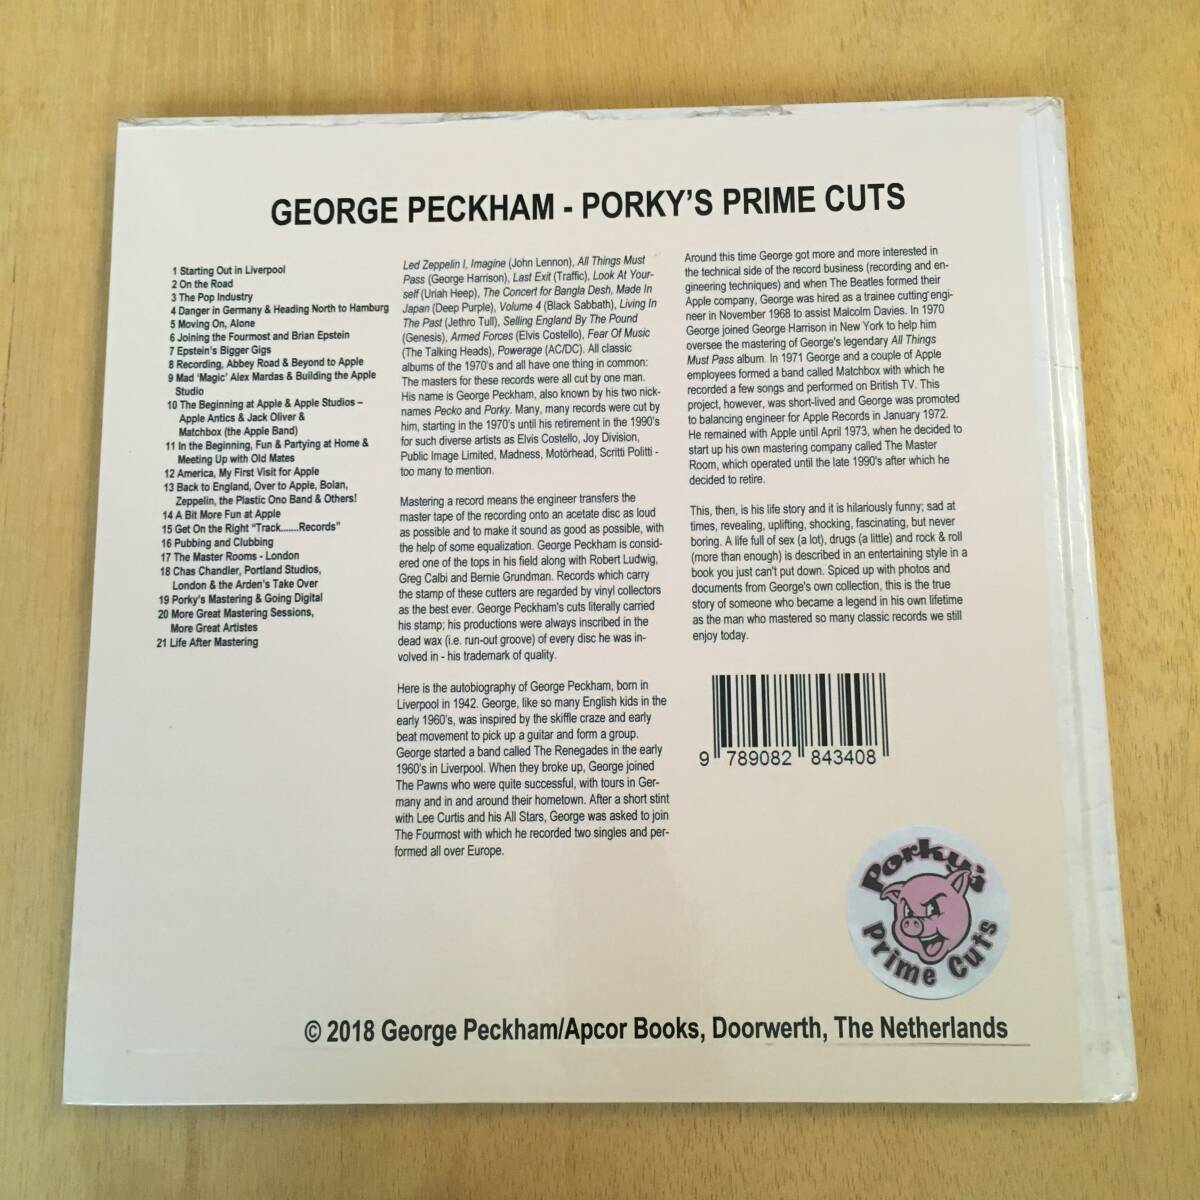 GEORGE PECKHAM - PORKY'S PRIME CUTS
1 Starting Out in Liverpool
2 On the Road
3 The Pop Industry
4 Danger in Germany & Heading North to Hamburg
5 Moving On, Alone
6 Joining the Fourmost and Brian Epstein
7 Epstein's Bigger Gigs
8 Recording, Abbey Road & Beyond to Apple
9 Mad 'Magic' Alex Mardas & Building the Apple
Studio
10 The Beginning at Apple & Apple Studios –
Apple Antics & Jack Oliver &
Matchbox (the Apple Band)
11 In the Beginning, Fun & Partying at Home &
Meeting Up with Old Mates
12 America, My First Visit for Apple
13 Back to England, Over to Apple, Bolan,
Zeppelin, the Plastic Ono Band & Others!
14 A Bit More Fun at Apple
15 Get On the Right "Track......Records"
16 Pubbing and Clubbing
17 The Master Rooms - London
18 Chas Chandler, Portland Studios,
London & the Arden's Take Over
19 Porky's Mastering & Going Digital
20 More Great Mastering Sessions,
More Great Artistes
21 Life After Mastering
Led Zeppelin I, Imagine (John Lennon), All Things Must
Pass (George Harrison), Last Exit (Traffic), Look At Your-
self (Uriah Heep), The Concert for Bangla Desh, Made In
Japan (Deep Purple), Volume 4 (Black Sabbath), Living In
The Past (Jethro Tull), Selling England By The Pound
(Genesis), Armed Forces (Elvis Costello), Fear Of Music
(The Talking Heads), Powerage (AC/DC). All classic
albums of the 1970's and all have one thing in common:
The masters for these records were all cut by one man.
His name is George Peckham, also known by his two nick-
names Pecko and Porky. Many, many records were cut by
him, starting in the 1970's until his retirement in the 1990's
for such diverse artists as Elvis Costello, Joy Division,
Public Image Limited, Madness, Motörhead, Scritti Politti -
too many to mention.
Mastering a record means the engineer transfers the
master tape of the recording onto an acetate disc as loud
as possible and to make it sound as good as possible, with
the help of some equalization. George Peckham is consid-
ered one of the tops in his field along with Robert Ludwig,
Greg Calbi and Bernie Grundman. Records which carry
the stamp of these cutters are regarded by vinyl collectors
as the best ever. George Peckham's cuts literally carried
his stamp; his productions were always inscribed in the
dead wax (i.e. run-out groove) of every disc he was in-
volved in - his trademark of quality.
Here is the autobiography of George Peckham, born in
Liverpool in 1942. George, like so many English kids in the
early 1960's, was inspired by the skiffle craze and early
beat movement to pick up a guitar and form a group.
George started a band called The Renegades in the early
1960's in Liverpool. When they broke up, George joined
The Pawns who were quite successful, with tours in Ger-
many and in and around their hometown. After a short stint
with Lee Curtis and his All Stars, George was asked to join
The Fourmost with which he recorded two singles and per-
formed all over Europe.
Around this time George got more and more interested in
the technical side of the record business (recording and en-
gineering techniques) and when The Beatles formed their
Apple company, George was hired as a trainee cutting engi-
neer in November 1968 to assist Malcolm Davies. In 1970
George joined George Harrison in New York to help him
oversee the mastering of George's legendary All Things
Must Pass album. In 1971 George and a couple of Apple
employees formed a band called Matchbox with which he
recorded a few songs and performed on British TV. This
project, however, was short-lived and George was promoted
to balancing engineer for Apple Records in January 1972.
He remained with Apple until April 1973, when he decided to
start up his own mastering company called The Master
Room, which operated until the late 1990's after which he
decided to retire.
This, then, is his life story and it is hilariously funny; sad at
times, revealing, uplifting, shocking, fascinating, but never
boring. A life full of sex (a lot), drugs (a little) and rock & roll
(more than enough) is described in an entertaining style in a
book you just can't put down. Spiced up with photos and
documents from George's own collection, this is the true
story of someone who became a legend in his own lifetime
as the man who mastered so many classic records we still
enjoy today.
9 789082 843408
Porky's
Prime Cuts
© 2018 George Peckham/Apcor Books, Doorwerth, The Netherlands